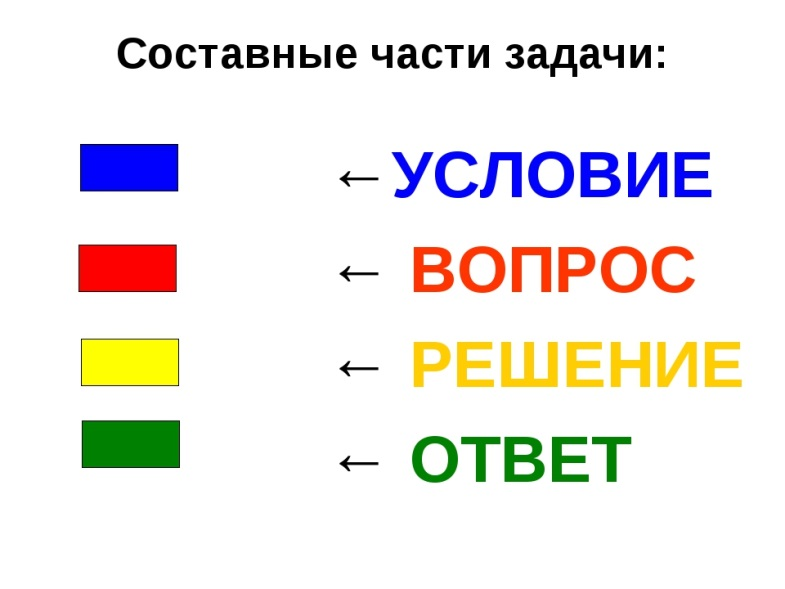 Составные части задачи:
←УСЛОВИЕ
← ВОПРОС
← РЕШЕНИЕ
← ОТВЕТ